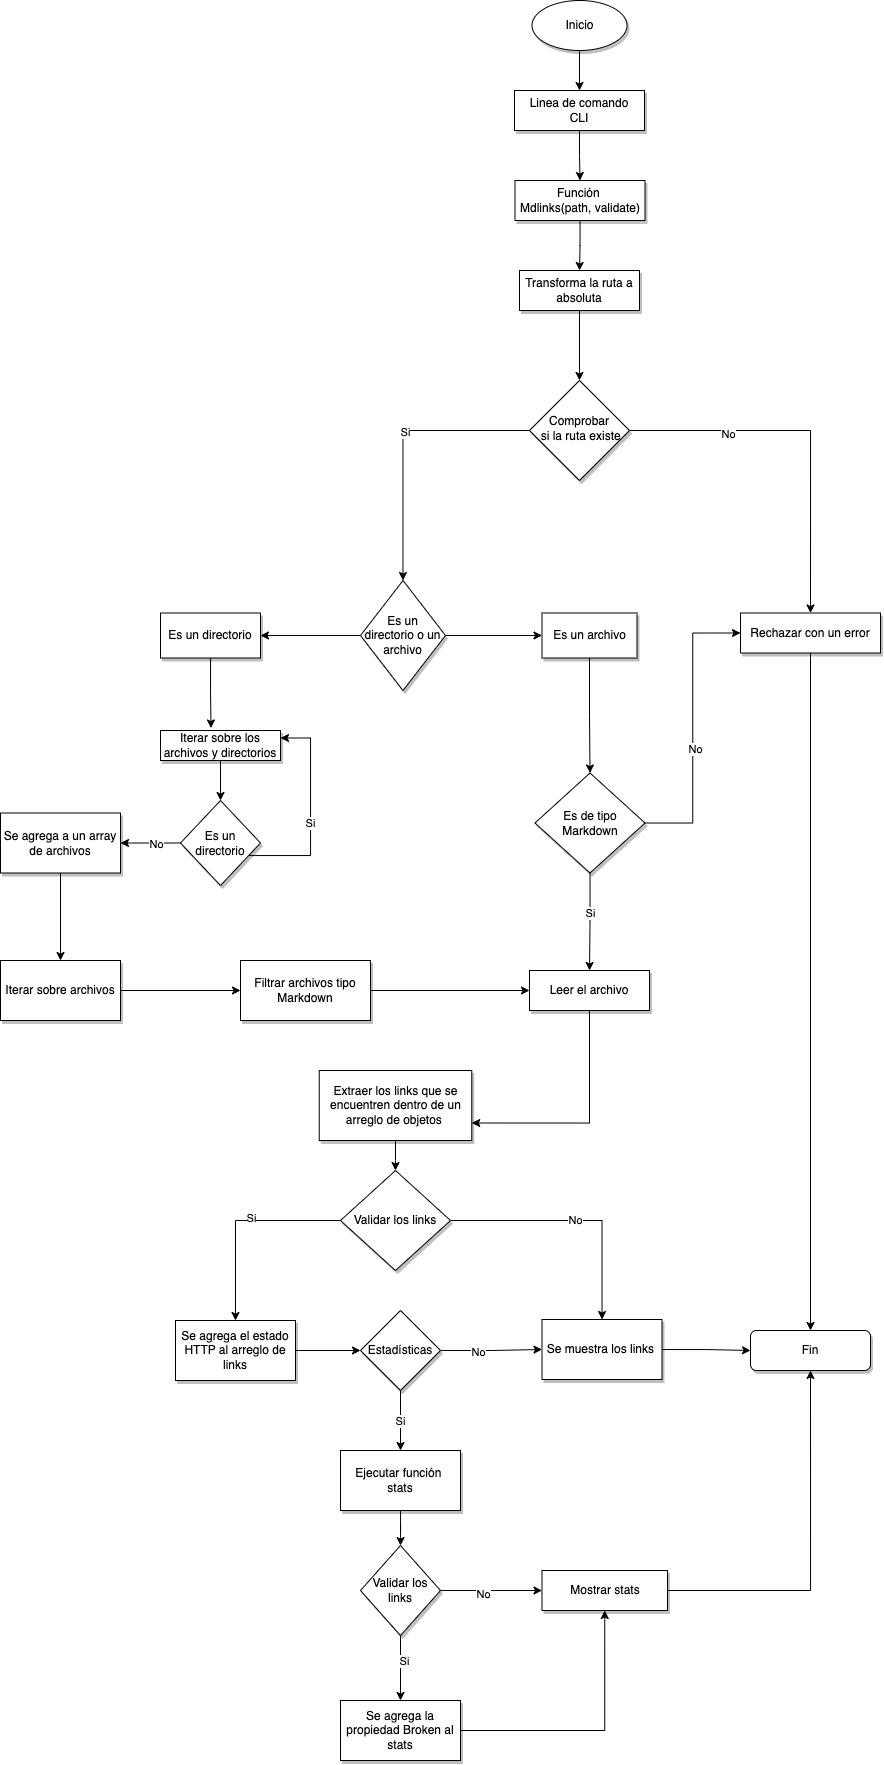 Inicio
Linea de comando
CLI
Función
Mdlinks(path, validate)
Transforma la ruta a
absoluta
Comprobar
si la ruta existe
Si
No
Es un directorio
Es un
directorio o un
archivo
Es un archivo
Rechazar con un error
Iterar sobre los
archivos y directorios
No
Si
Se agrega a un array
de archivos
No
Es un
directorio
Es de tipo
Markdown
Si
Iterar sobre archivos
Filtrar archivos tipo
Markdown
Leer el archivo
Extraer los links que se
encuentren dentro de un
arreglo de objetos
Si
Validar los links
No
Se agrega el estado
HTTP al arreglo de
links
Estadísticas
No
Se muestra los links
Fin
Si
Ejecutar función
stats
Validar los
links
No
Mostrar stats
Si
Se agrega la
propiedad Broken al
stats